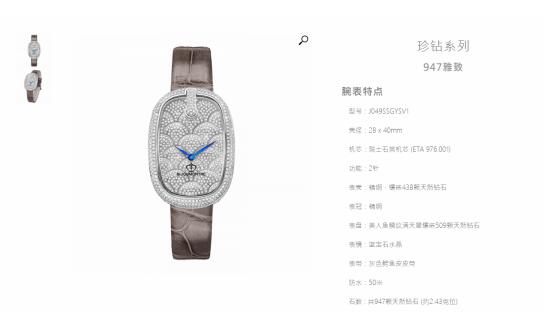 珍钻系列
947雅致
腕表特点
型号：J049SSGYSV1
壳径：28 x 40mm
机芯：瑞士石英机芯 (ETA 976.001)
功能：2针
表壳：精钢，镶嵌438颗天然钻石
表冠：精钢
表盘：美人鱼鳞纹满天星镶嵌509颗天然钻石
表镜：蓝宝石水晶
表带：灰色鳄鱼皮皮带
防水：50米
石数：共947颗天然钻石 (约2.43克拉)